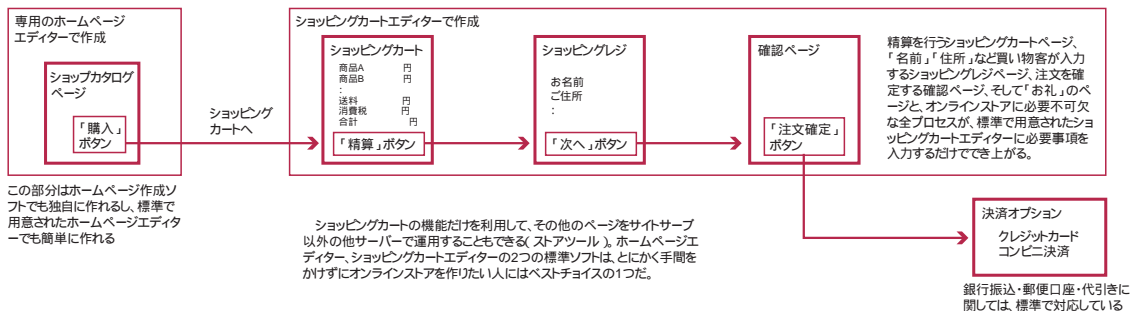 専用のホームページ
エディターで作成
ショップカタログ
ページ
「購入」
ボタン
この部分はホームページ作成ソ
フトでも独自に作れるし、標準で
用意されたホームページエディタ
ーでも簡単に作れる
ショッピング
カートへ
ショッピングカートエディターで作成
ショッピングカート
商品A 円
商品B 円
:
送料 円
消費税 円
合計 円
「精算」ボタン
ショッピングレジ
お名前
ご住所
:
「次へ」ボタン
確認ページ
「注文確定」
ボタン
精算を行うショッピングカートページ、
「名前」「住所」など買い物客が入力
するショッピングレジページ、注文を確
定する確認ページ、そして「お礼」のペ
ージと、オンラインストアに必要不可欠
な全プロセスが、標準で用意されたショ
ッピングカートエディターに必要事項を
入力するだけでき上がる。
ショッピングカートの機能だけを利用して、その他のページをサイトサーブ
以外の他サーバーで運用することもできる(ストアツール)。ホームページエ
ディター、ショッピングカートエディターの2つの標準ソフトは、とにかく手間を
かけずにオンラインストアを作りたい人にはベストチョイスの1つだ。
決済オプション
クレジットカード
コンビニ決済
銀行振込・郵便口座・代引きに
関しては、標準で対応している